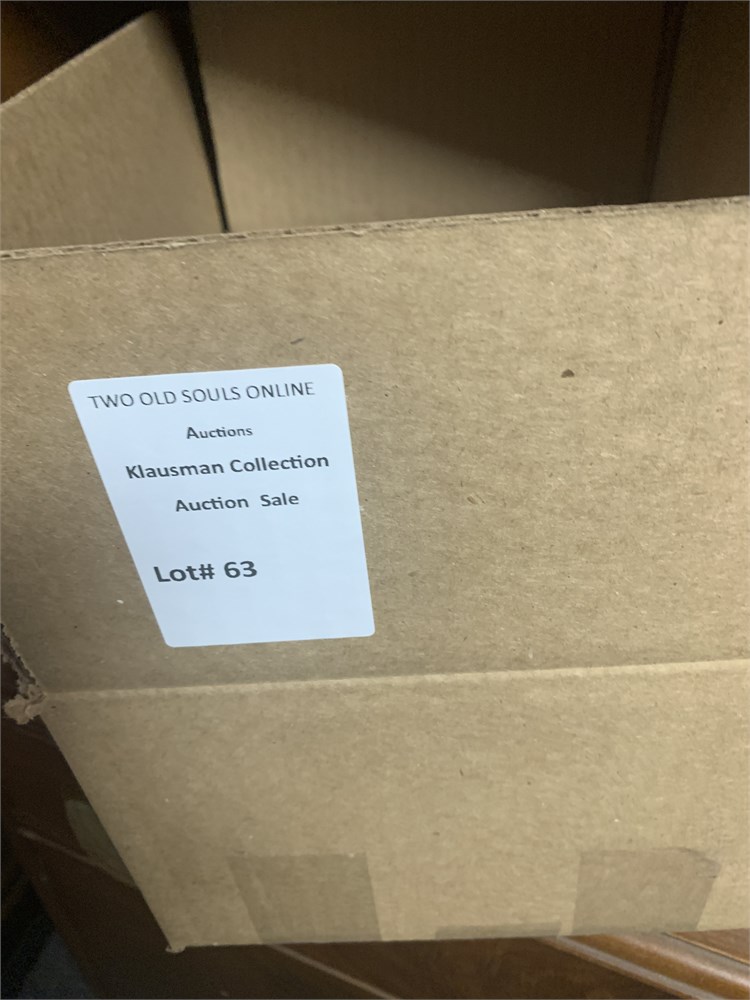 TWO OLD SOULS ONLINE
Auctions
Klausman Collection
Auction Sale
Lot# 63